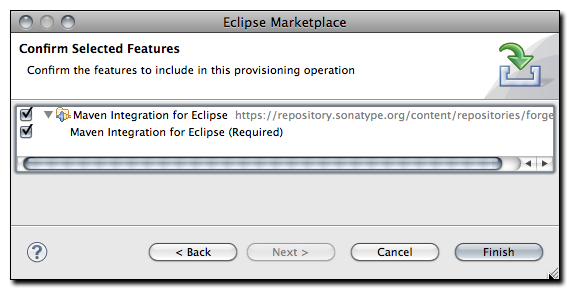 Eclipse Marketplace
Confirm Selected Features
Confirm the features to include in this provisioning operation
Maven Integration for Eclipse https://repository.sonatype.org/content/repositories/forge
Maven Integration for Eclipse (Required)
?
< Back
Next >
Cancel
Finish